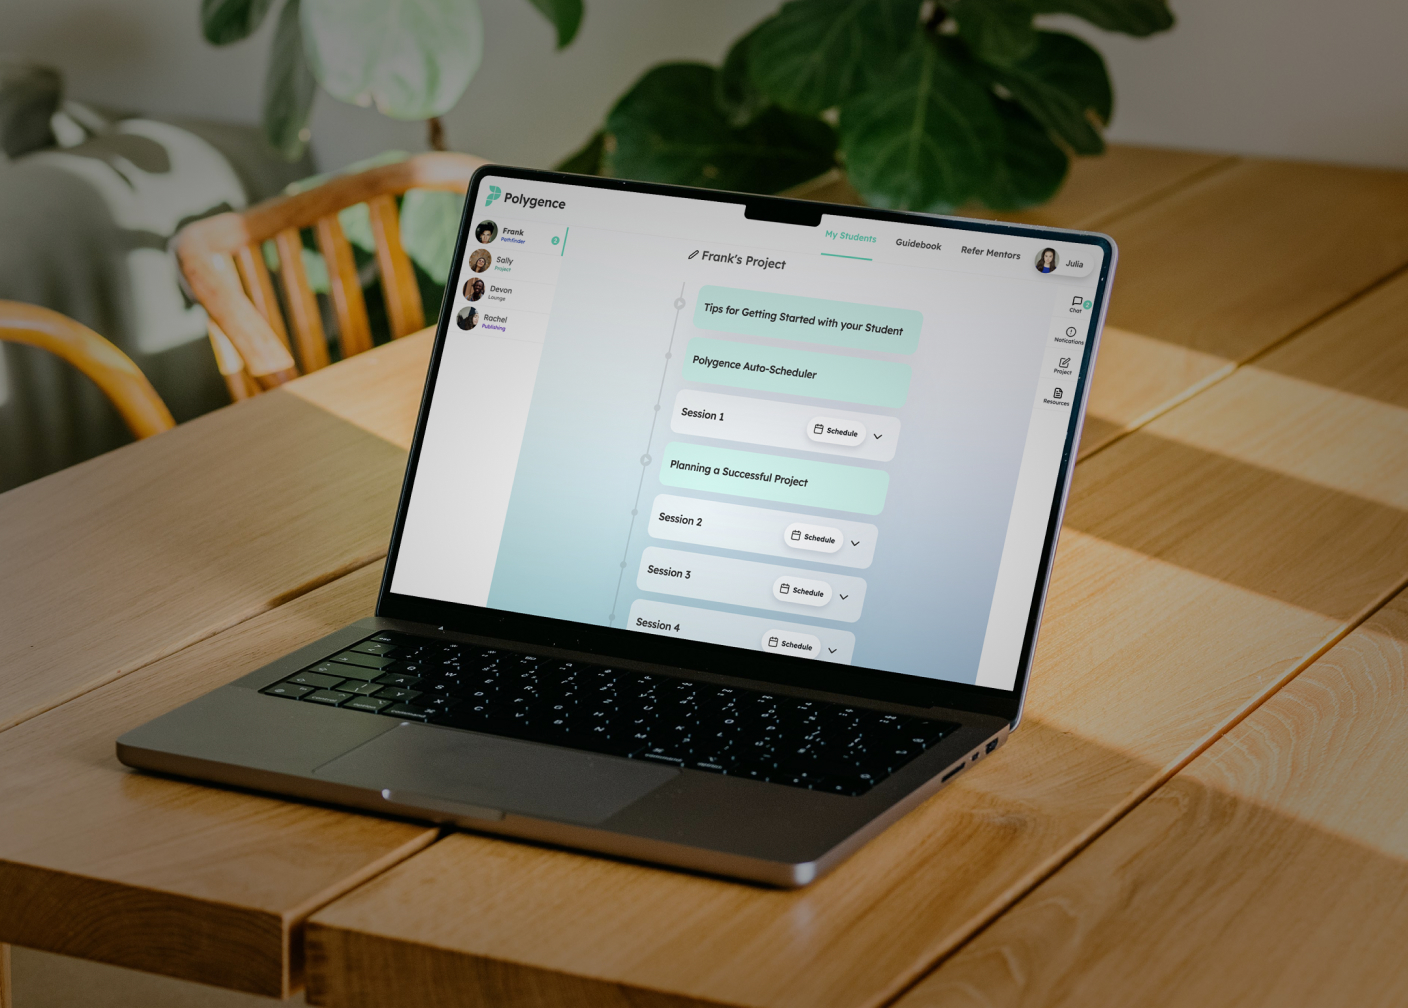 Polygence
My Students
Guidebook
Refer Mentors
Julia
Frank
Pathfinder
2
Sally
Project
Devon
Lounge
Rachel
Publishing
Frank's Project
Tips for Getting Started with your Student
Polygence Auto-Scheduler
Session 1
Schedule
Planning a Successful Project
Session 2
Schedule
Session 3
Schedule
Session 4
Schedule
Chat
2
Notications
Project
Resources